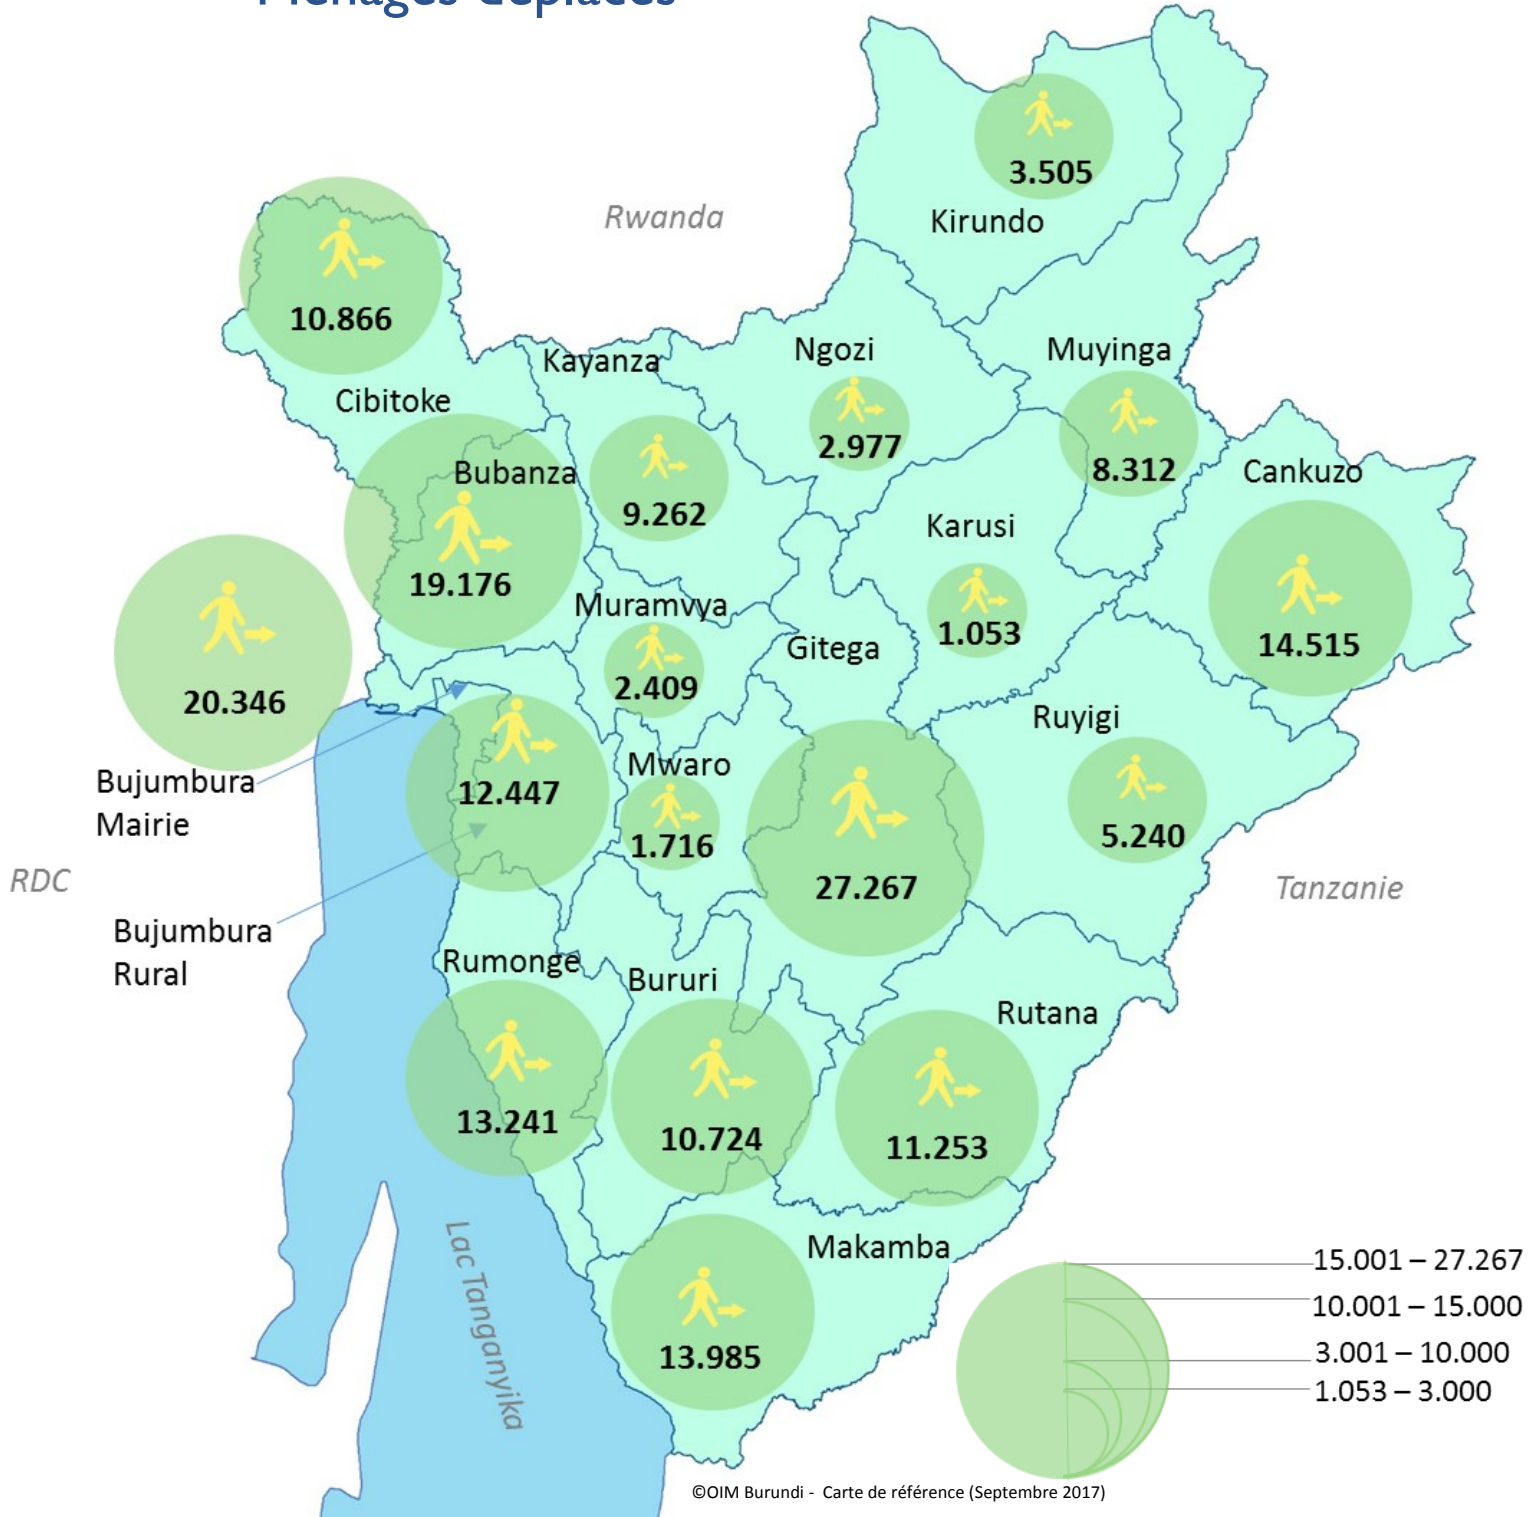 Ménages déplacés
3.505
Kirundo
Rwanda
10.866
Cibitoke
Kayanza
Ngozi
2.977
Muyinga
8.312
Bubanza
19.176
9.262
Cankuzo
14.515
Karusi
1.053
Muramvya
2.409
Gitega
27.267
20.346
Bujumbura
Mairie
12.447
Mwaro
1.716
Ruyigi
5.240
RDC
Tanzanie
Bujumbura
Rural
Rumonge
13.241
Bururi
10.724
Rutana
11.253
Makamba
13.985
Lac Tanganyika
15.001 – 27.267
10.001 – 15.000
3.001 – 10.000
1.053 – 3.000
©OIM Burundi - Carte de référence (Septembre 2017)